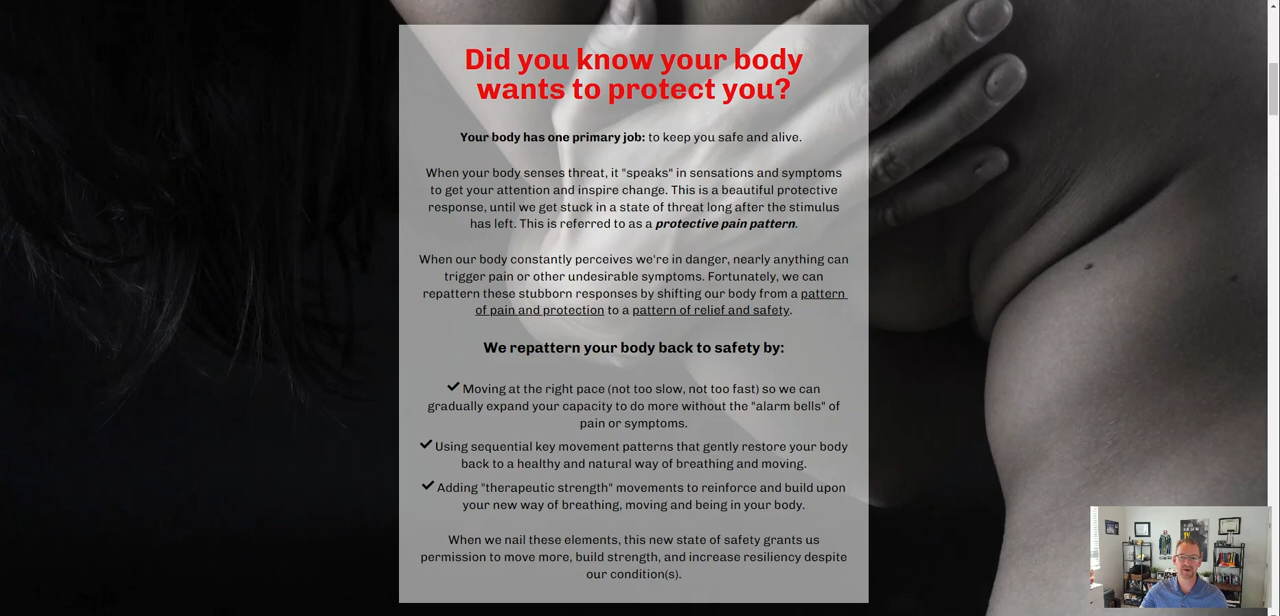 Did you know your body
wants to protect you?
Your body has one primary job: to keep you safe and alive.
When your body senses threat, it "speaks" in sensations and symptoms
to get your attention and inspire change. This is a beautiful protective
response, until we get stuck in a state of threat long after the stimulus
has left. This is referred to as a protective pain pattern.
When our body constantly perceives we're in danger, nearly anything can
trigger pain or other undesirable symptoms. Fortunately, we can
repattern these stubborn responses by shifting our body from a pattern
of pain and protection to a pattern of relief and safety.
We repattern your body back to safety by:
✔ Moving at the right pace (not too slow, not too fast) so we can
gradually expand your capacity to do more without the "alarm bells" of
pain or symptoms.
✔ Using sequential key movement patterns that gently restore your body
back to a healthy and natural way of breathing and moving.
✔ Adding "therapeutic strength" movements to reinforce and build upon
your new way of breathing, moving and being in your body.
When we nail these elements, this new state of safety grants us
permission to move more, build strength, and increase resiliency despite
our condition(s).